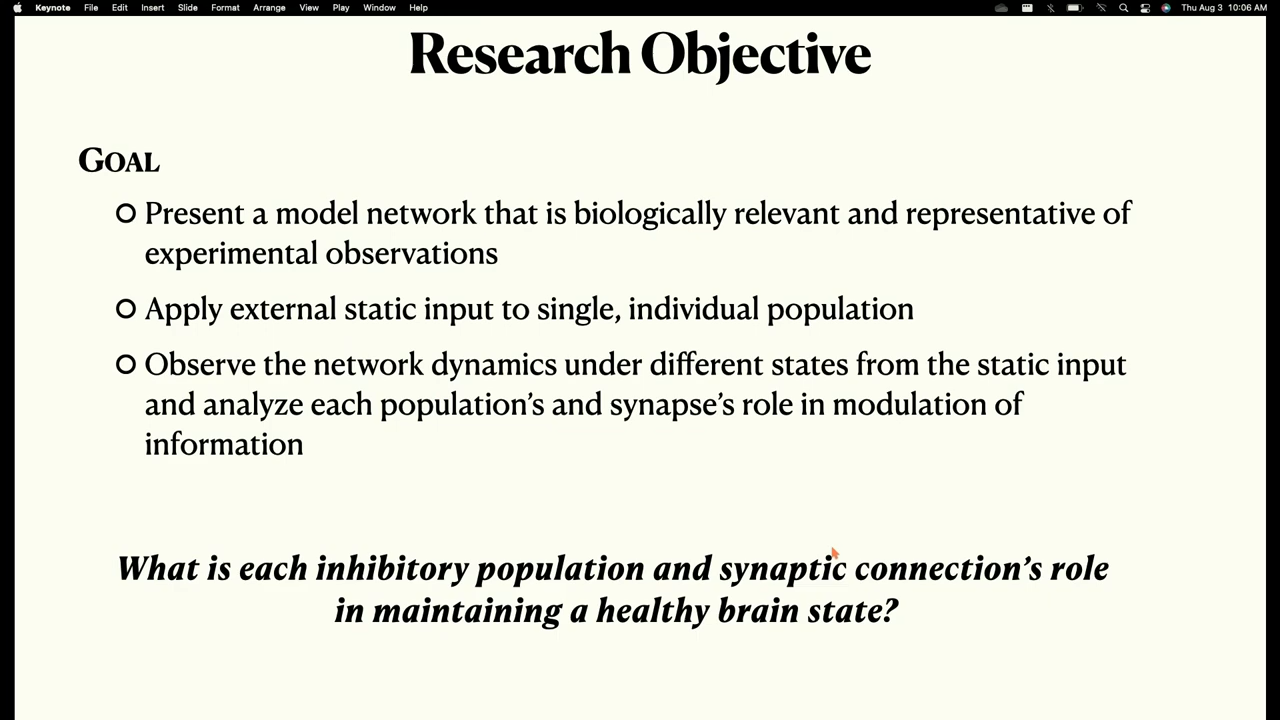 Keynote File Edit Insert Slide Format Arrange View Play Window Help Thu Aug 3 10:06 AM
Research Objective
GOAL
Present a model network that is biologically relevant and representative of
experimental observations
Apply external static input to single, individual population
Observe the network dynamics under different states from the static input
and analyze each population's and synapse's role in modulation of
information
What is each inhibitory population and synaptic connection's role
in maintaining a healthy brain state?